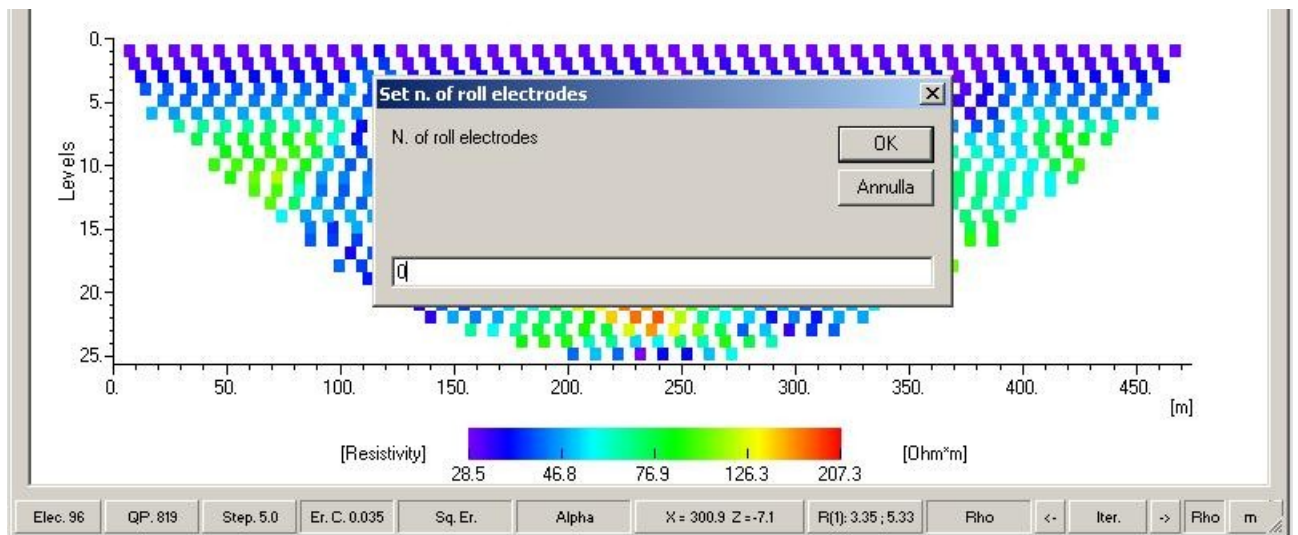 Set n. of roll electrodes
N. of roll electrodes
OK
Annulla
0
Levels
0.
5.
10.
15.
20.
25.
0. 50. 100. 150. 200. 250. 300. 350. 400. 450.
[m]
[Resistivity] 28.5 46.8 76.9 126.3 207.3 [Ohm*m]
Elec. 96 QP. 819 Step. 5.0 Er. C. 0.035 Sq. Er. Alpha X = 300.9 Z = -7.1 R(1): 3.35 ; 5.33 Rho <- Iter. -> Rho m